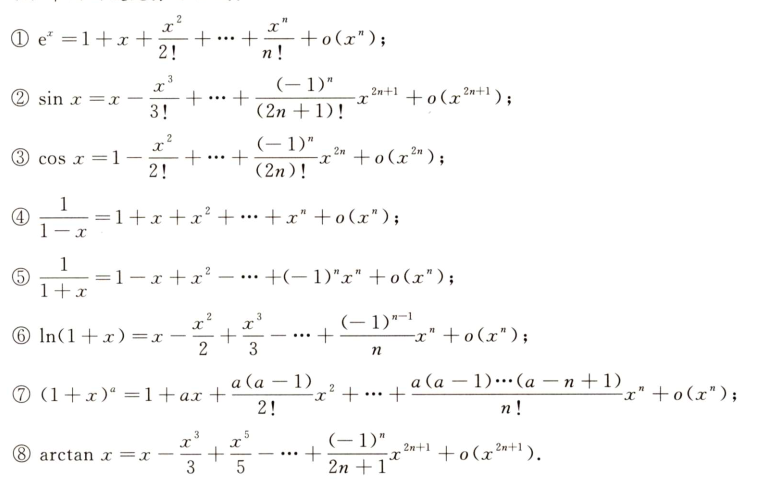 ① eˣ = 1 + x + x²/2! + ⋯ + xⁿ/n! + o(xⁿ);
② sin x = x − x³/3! + ⋯ + (−1)ⁿ/(2n + 1)! x²ⁿ⁺¹ + o(x²ⁿ⁺¹);
③ cos x = 1 − x²/2! + ⋯ + (−1)ⁿ/(2n)! x²ⁿ + o(x²ⁿ);
④ 1/(1 − x) = 1 + x + x² + ⋯ + xⁿ + o(xⁿ);
⑤ 1/(1 + x) = 1 − x + x² − ⋯ + (−1)ⁿxⁿ + o(xⁿ);
⑥ ln(1 + x) = x − x²/2 + x³/3 − ⋯ + (−1)ⁿ⁻¹/n xⁿ + o(xⁿ);
⑦ (1 + x)ᵃ = 1 + ax + a(a − 1)/2! x² + ⋯ + a(a − 1)⋯(a − n + 1)/n! xⁿ + o(xⁿ);
⑧ arctan x = x − x³/3 + x⁵/5 − ⋯ + (−1)ⁿ/(2n + 1) x²ⁿ⁺¹ + o(x²ⁿ⁺¹).